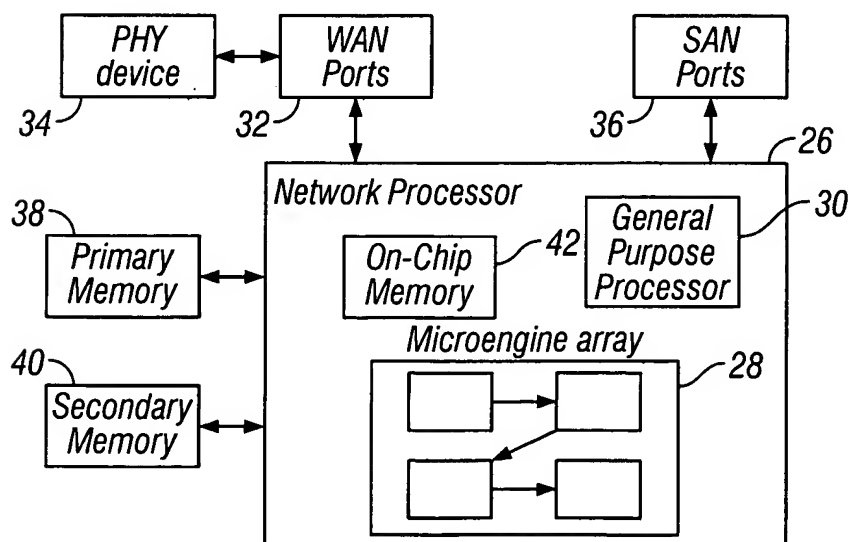 PHY
device
34
WAN
Ports
32
SAN
Ports
36
26
Network Processor
38
Primary
Memory
On-Chip
Memory
42
General
Purpose
Processor
30
Microengine array
28
40
Secondary
Memory